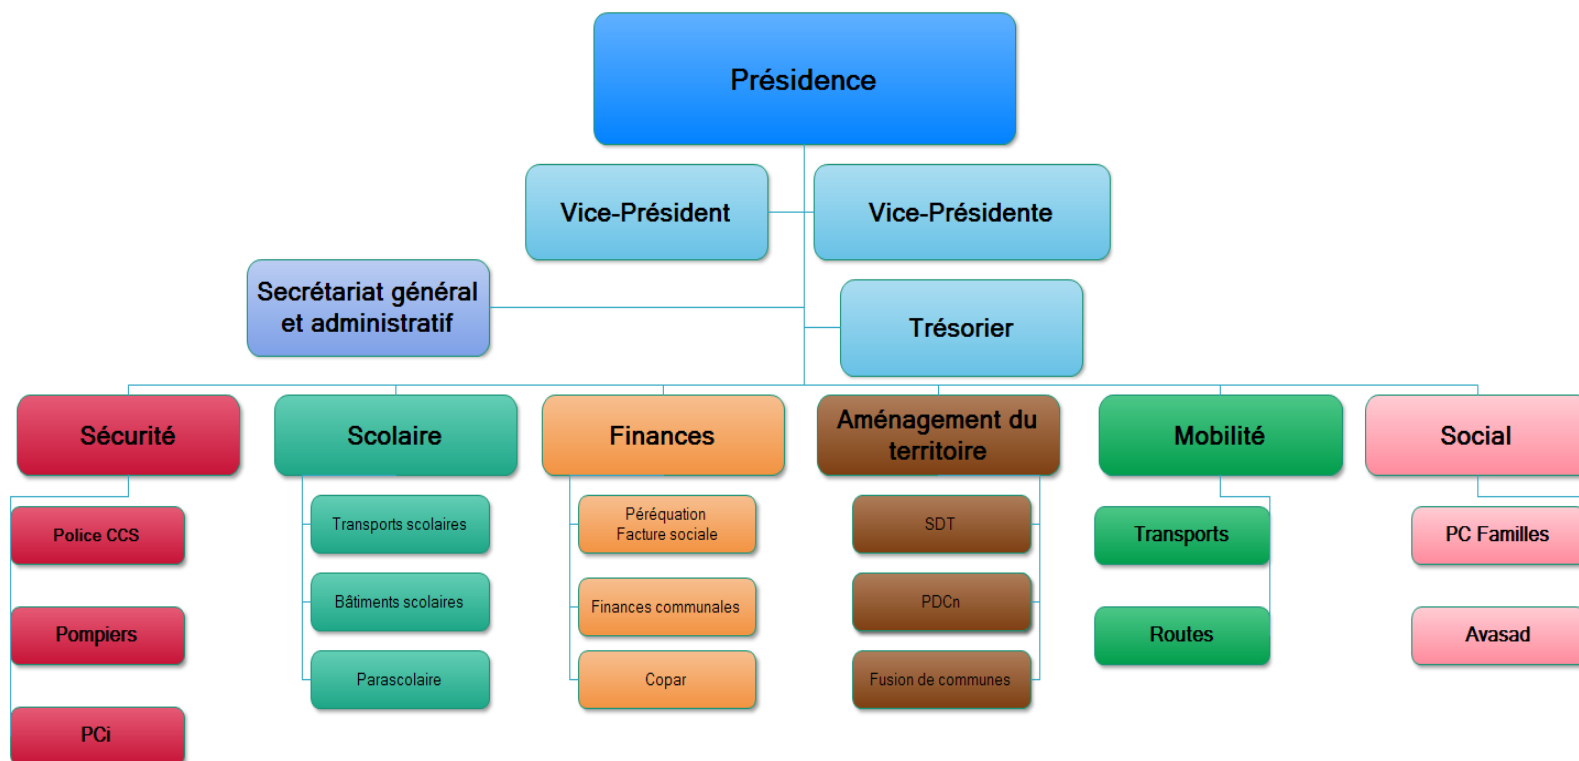 Présidence
Vice-Président
Vice-Présidente
Secrétariat général
et administratif
Trésorier
Sécurité
Scolaire
Finances
Aménagement du
territoire
Mobilité
Social
Police CCS
Pompiers
PCi
Transports scolaires
Bâtiments scolaires
Parascolaire
Péréquation
Facture sociale
Finances communales
Copar
SDT
PDCn
Fusion de communes
Transports
Routes
PC Familles
Avasad